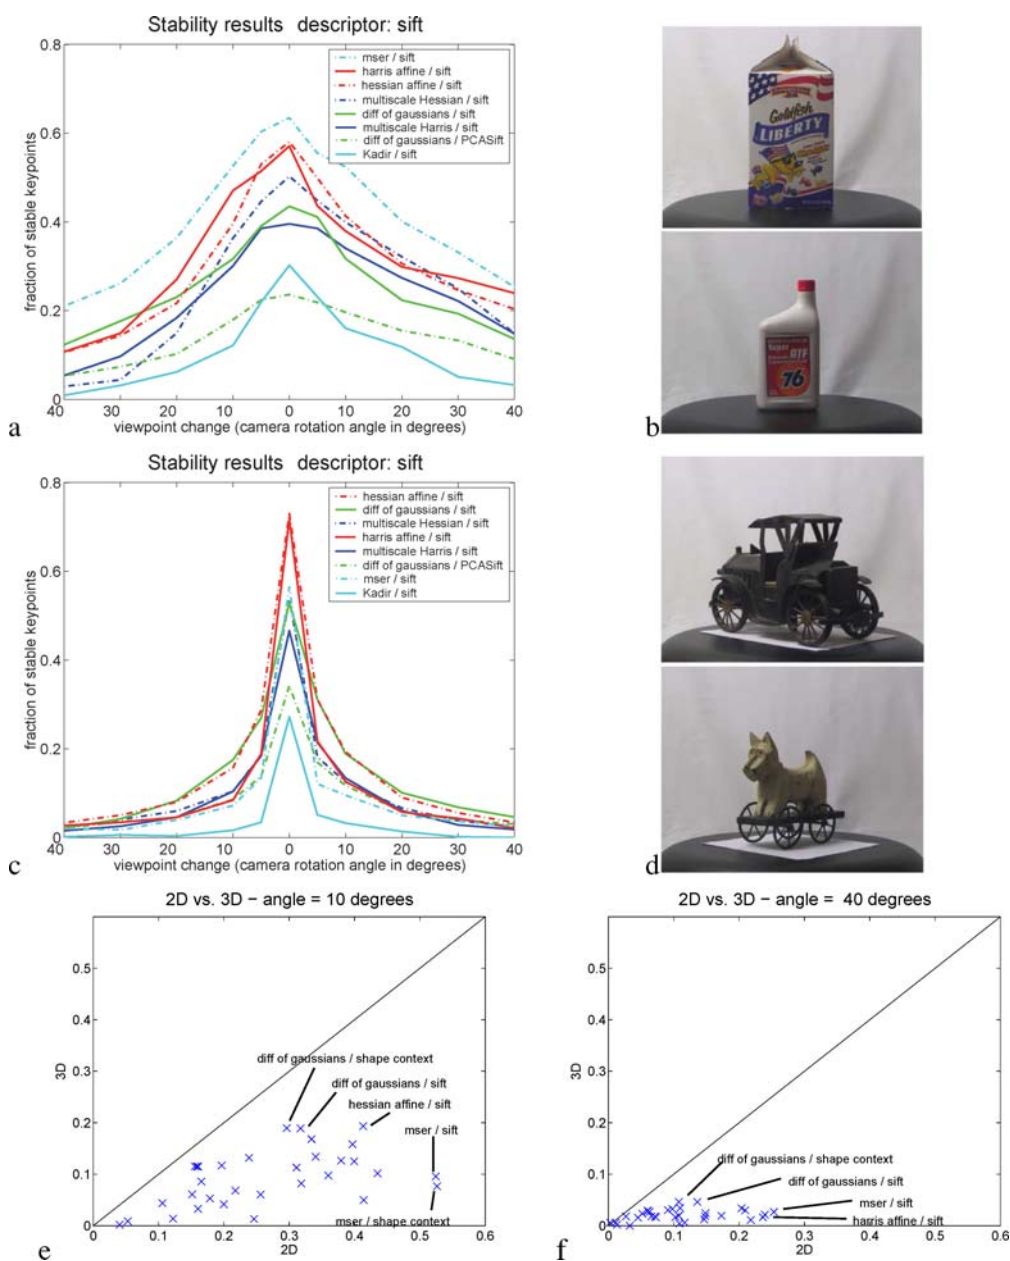 Stability results descriptor: sift
0.8
mser / sift
harris affine / sift
hessian affine / sift
multiscale Hessian / sift
diff of gaussians / sift
multiscale Harris / sift
diff of gaussians / PCASift
Kadir / sift
0.6
0.4
0.2
0
fraction of stable keypoints
40 30 20 10 0 10 20 30 40
viewpoint change (camera rotation angle in degrees)
a
Goldfish
LIBERTY
Super
ATF
76
b
Stability results descriptor: sift
0.8
hessian affine / sift
diff of gaussians / sift
multiscale Hessian / sift
harris affine / sift
multiscale Harris / sift
diff of gaussians / PCASift
mser / sift
Kadir / sift
0.6
0.4
0.2
0
fraction of stable keypoints
40 30 20 10 0 10 20 30 40
viewpoint change (camera rotation angle in degrees)
c
d
2D vs. 3D − angle = 10 degrees
0.5
0.4
0.3
0.2
0.1
0
3D
diff of gaussians / shape context
diff of gaussians / sift
hessian affine / sift
mser / sift
mser / shape context
0 0.1 0.2 0.3 0.4 0.5 0.6
2D
e
2D vs. 3D − angle = 40 degrees
0.5
0.4
0.3
0.2
0.1
0
3D
diff of gaussians / shape context
diff of gaussians / sift
mser / sift
harris affine / sift
0 0.1 0.2 0.3 0.4 0.5 0.6
2D
f